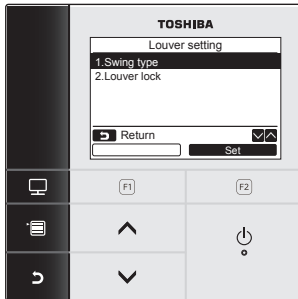 TOSHIBA
Louver setting
1.Swing type
2.Louver lock
Return
Set
F1
F2